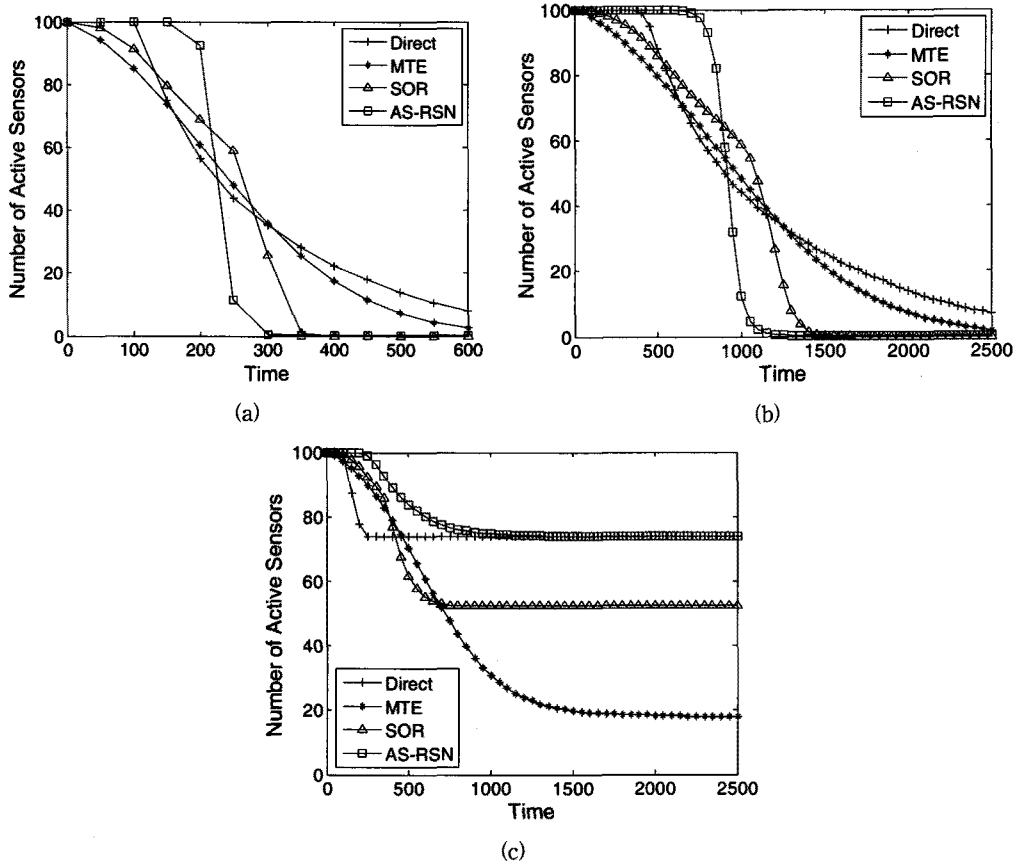 Number of Active Sensors
100
80
60
40
20
0
0 100 200 300 400 500 600
Time
Direct
MTE
SOR
AS-RSN
(a)
Number of Active Sensors
100
80
60
40
20
0
0 500 1000 1500 2000 2500
Time
Direct
MTE
SOR
AS-RSN
(b)
Number of Active Sensors
100
80
60
40
20
0
0 500 1000 1500 2000 2500
Time
Direct
MTE
SOR
AS-RSN
(c)